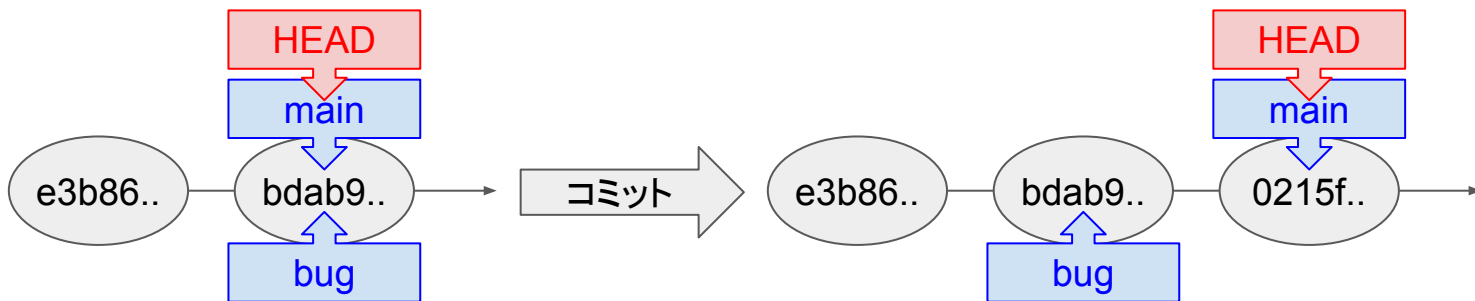 HEAD
main
e3b86..
bdab9..
bug
コミット
HEAD
main
e3b86..
bdab9..
0215f..
bug